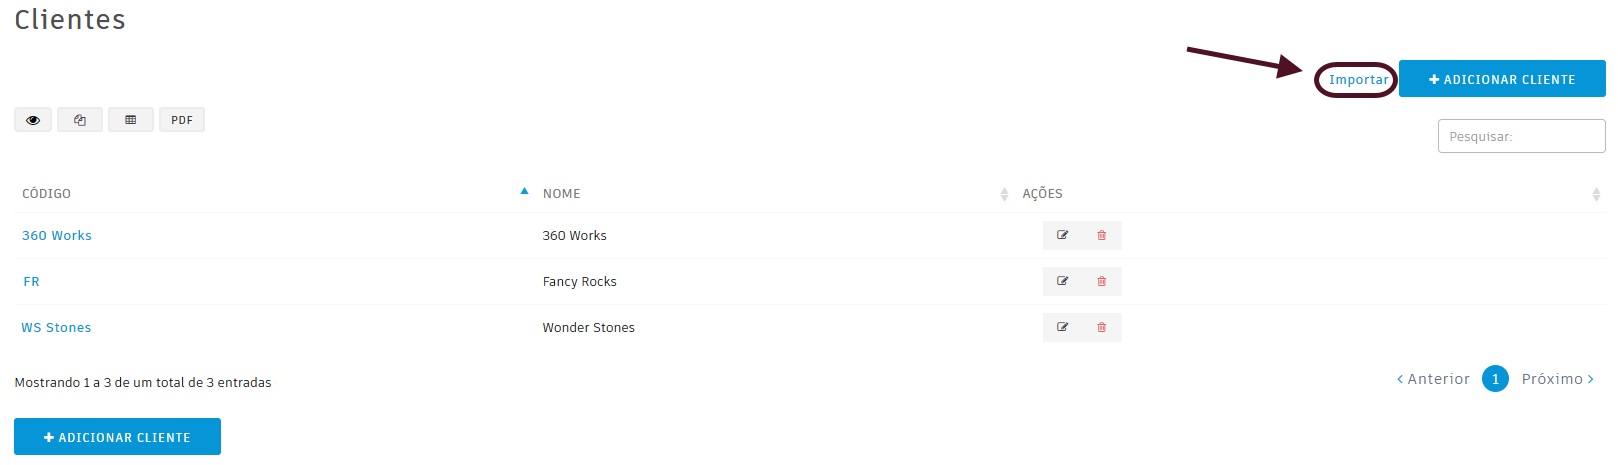 Clientes
Importar
ADICIONAR CLIENTE
PDF
Pesquisar:
CÓDIGO NOME AÇÕES
360 Works 360 Works
FR Fancy Rocks
WS Stones Wonder Stones
Mostrando 1 a 3 de um total de 3 entradas
Anterior 1 Próximo
ADICIONAR CLIENTE